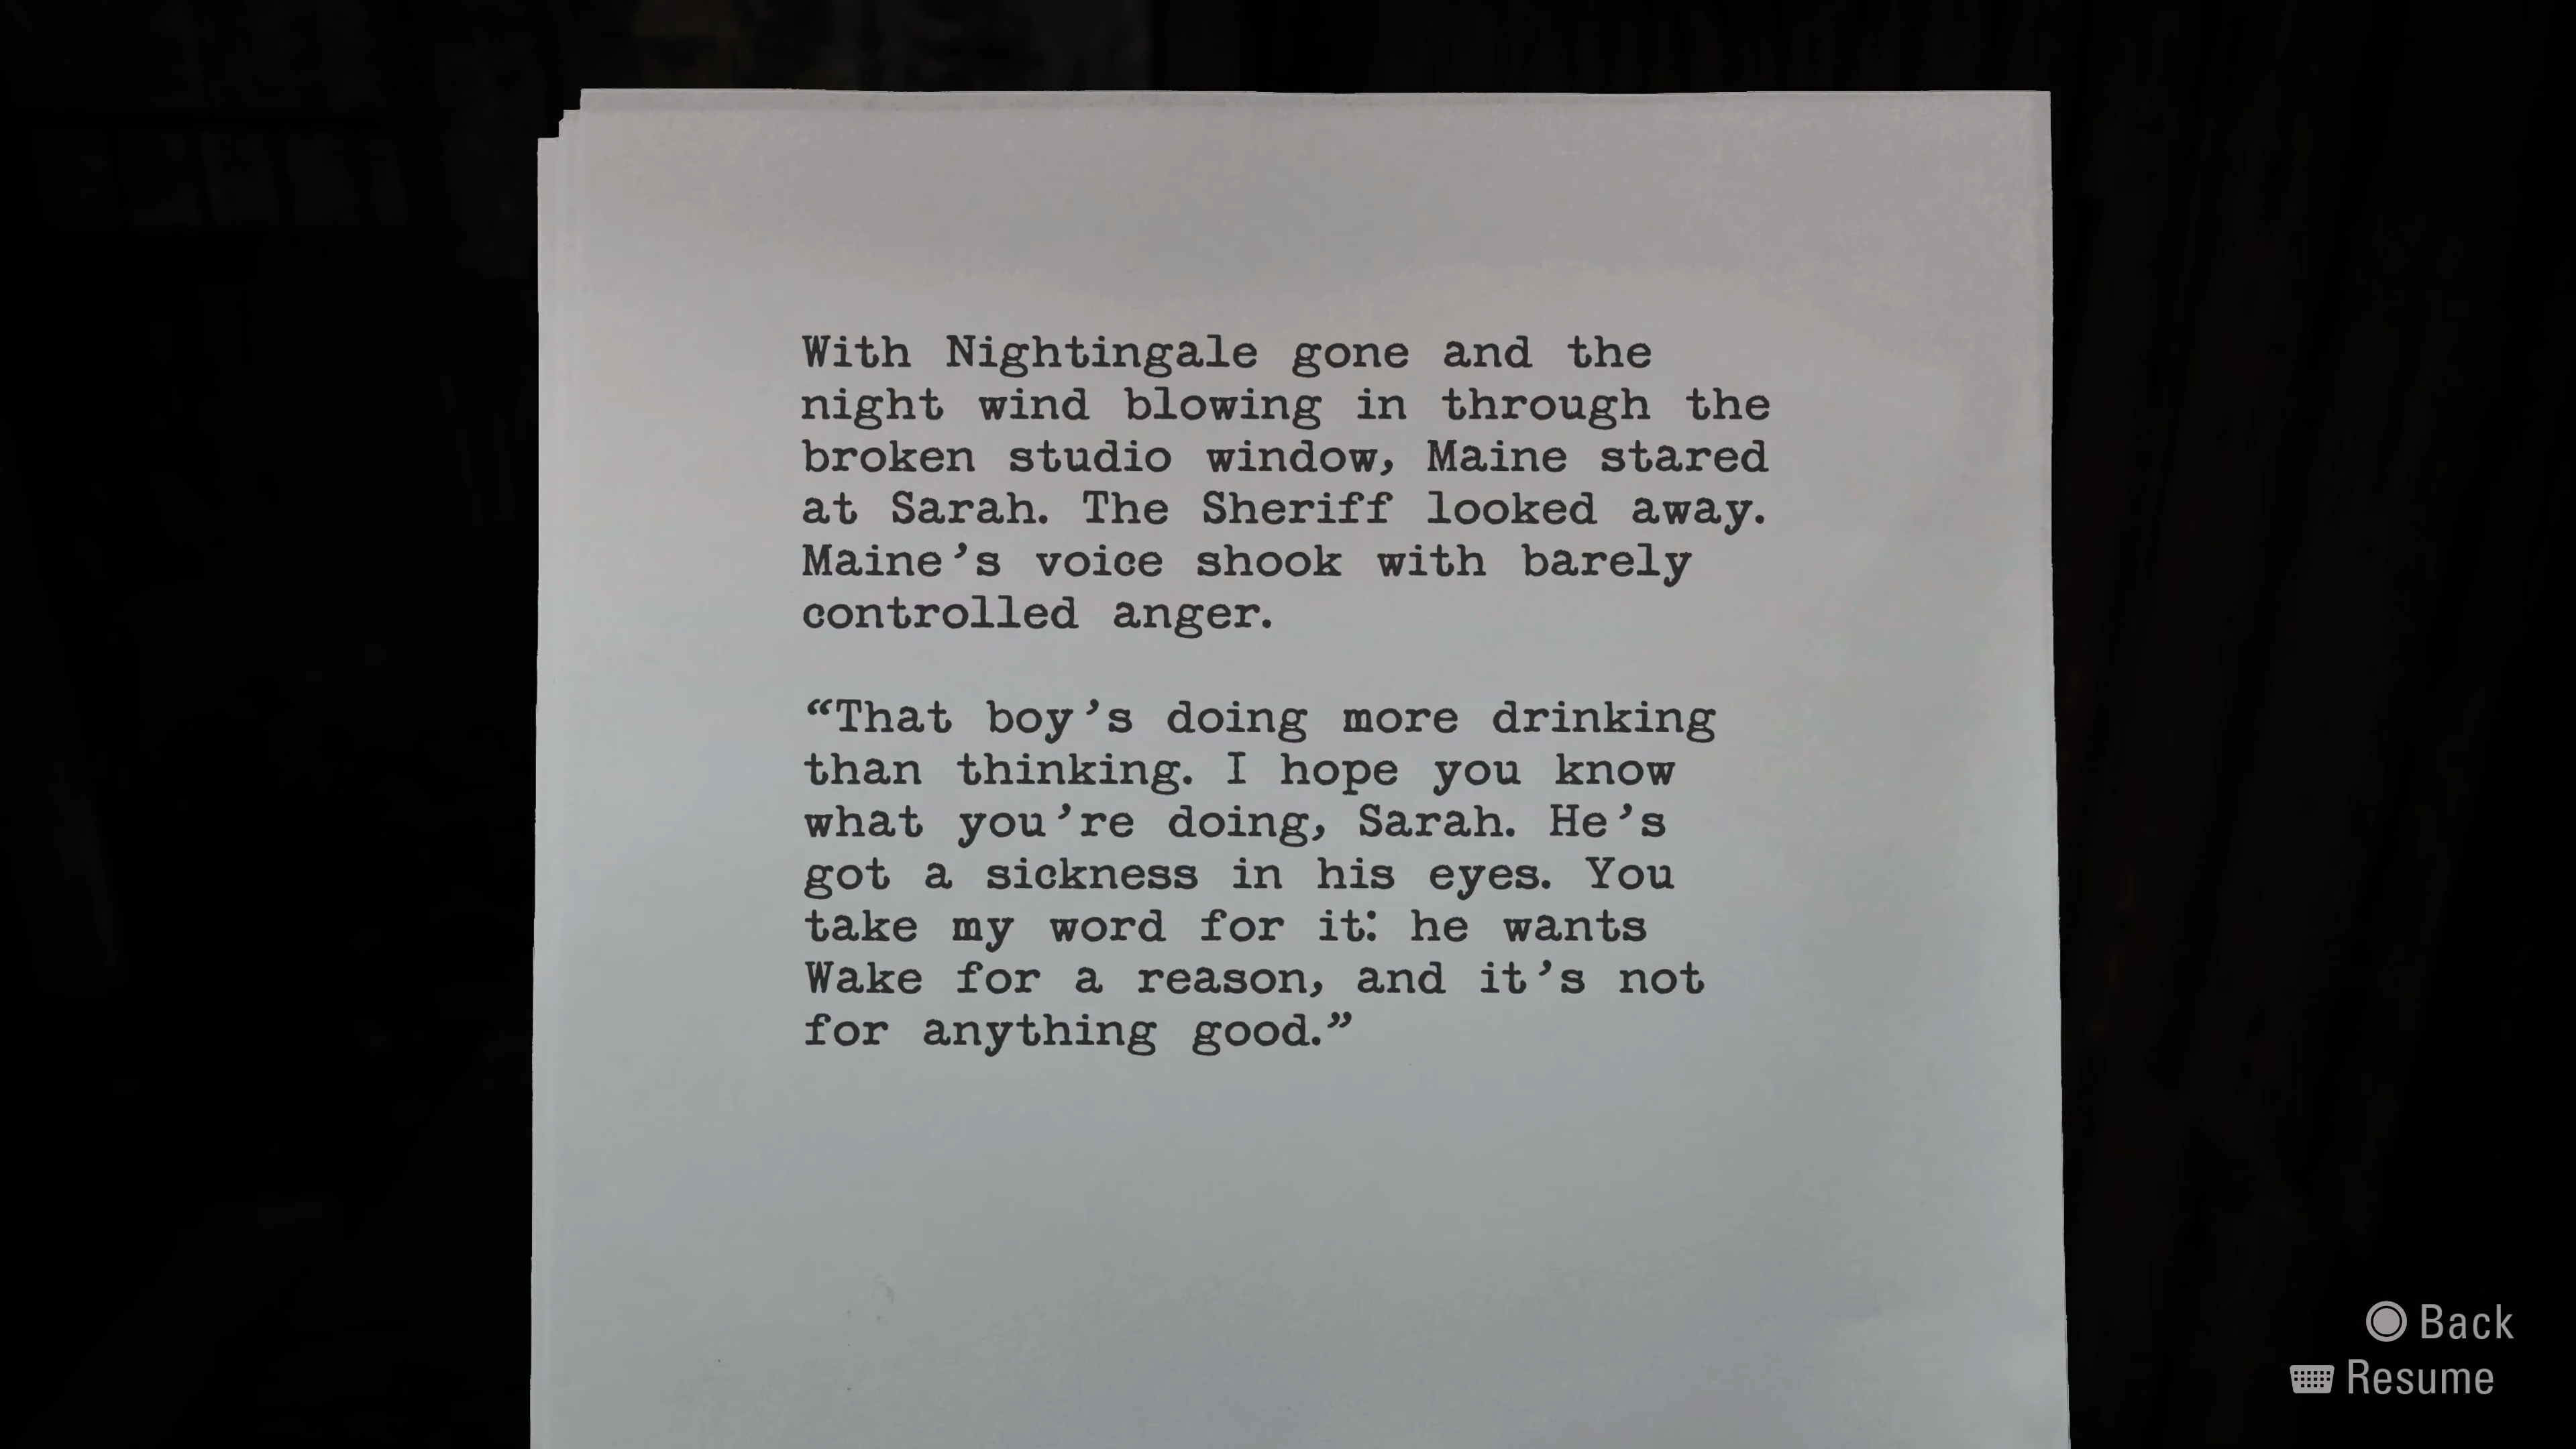 With Nightingale gone and the
night wind blowing in through the
broken studio window, Maine stared
at Sarah. The Sheriff looked away.
Maine’s voice shook with barely
controlled anger.
“That boy’s doing more drinking
than thinking. I hope you know
what you’re doing, Sarah. He’s
got a sickness in his eyes. You
take my word for it: he wants
Wake for a reason, and it’s not
for anything good.”
Back
Resume